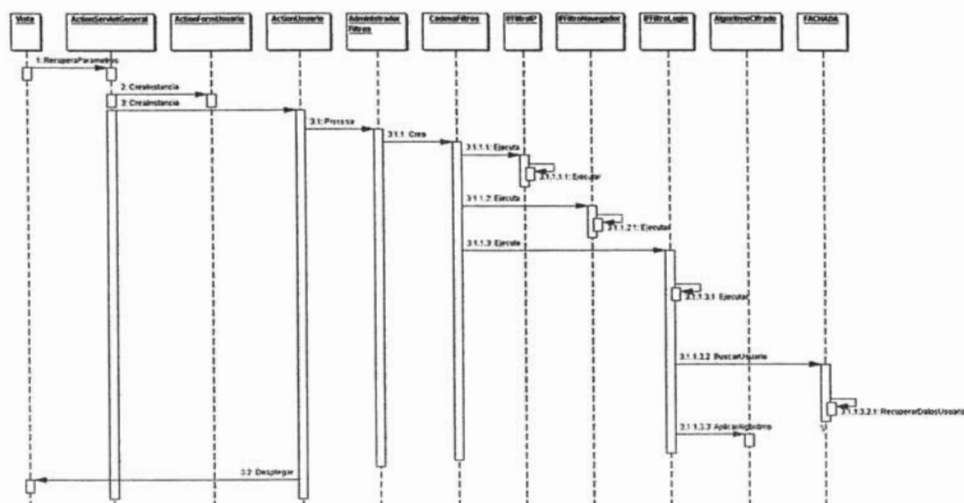 Vista
ActionServletGeneral
ActionFormUsuario
ActionUsuario
Administrador
Filtros
CadenaFiltros
IFFiltroIP
IFFiltroNavegador
IFFiltroLogin
AlgoritmoCifrado
FACHADA
1: RecuperaParametros
2: CreaInstancia
3: CreaInstancia
3.1: Procesa
3.1.1: Crea
3.1.1.1: Ejecuta
3.1.1.1.1: Ejecutar
3.1.1.2: Ejecuta
3.1.1.2.1: Ejecutar
3.1.1.3: Ejecuta
3.1.1.3.1: Ejecutar
3.1.1.3.2: BuscarUsuario
3.1.1.3.2.1: RecuperarDatosUsuario
3.1.1.3.3: AplicarAlgoritmo
3.2: Desplegar